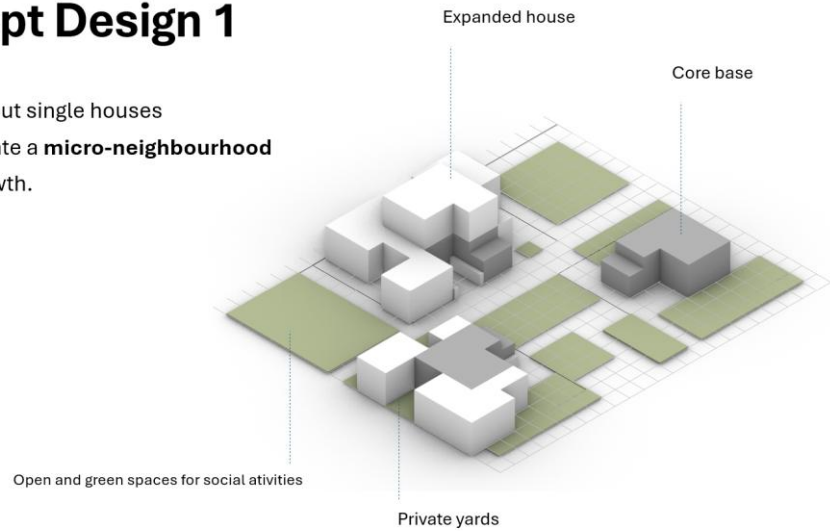 pt Design 1
Expanded house
Core base
ut single houses
te a micro-neighbourhood
th.
Open and green spaces for social ativities
Private yards